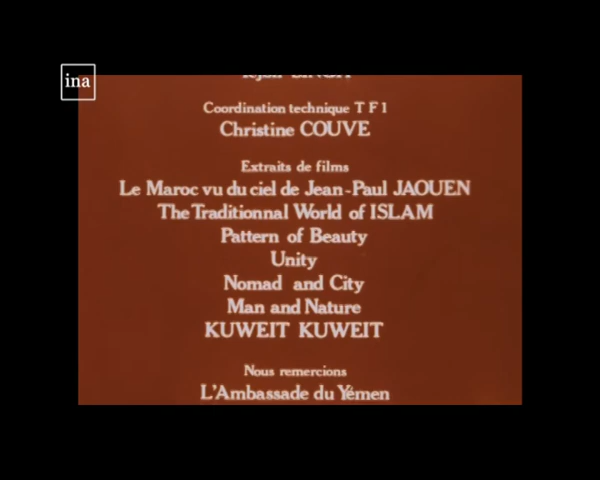 ina
Coordination technique T F 1
Christine COUVE
Extraits de films
Le Maroc vu du ciel de Jean-Paul JAOUEN
The Traditionnal World of ISLAM
Pattern of Beauty
Unity
Nomad and City
Man and Nature
KUWEIT KUWEIT
Nous remercions
L'Ambassade du Yémen